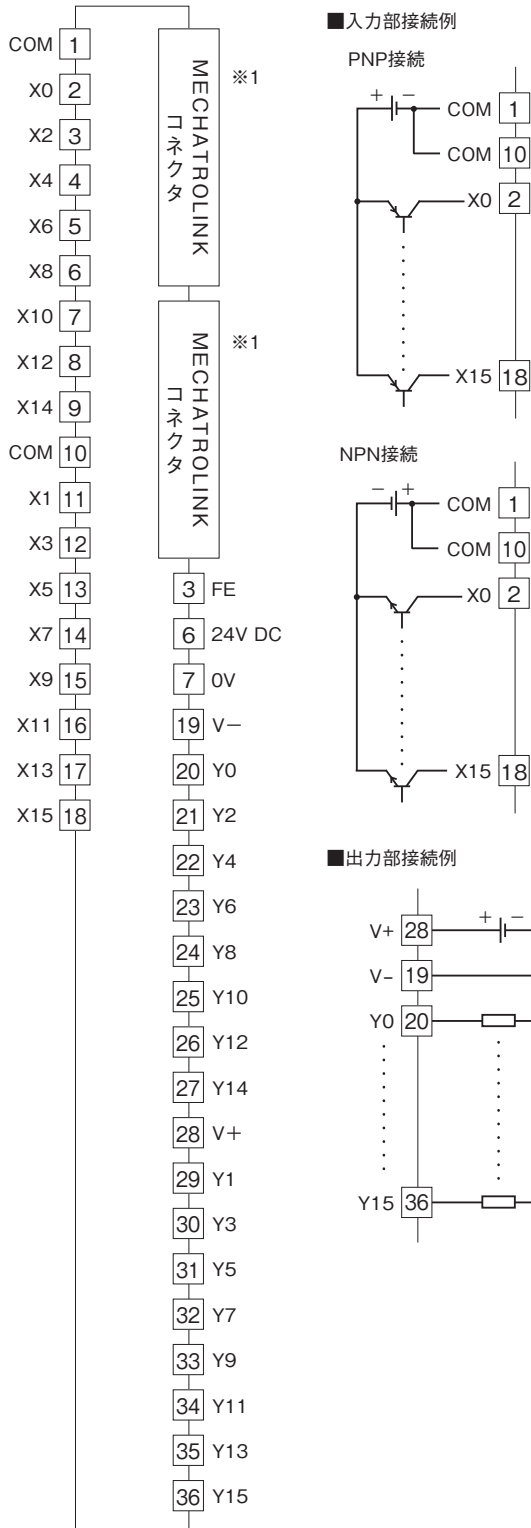 COM 1
X0 2
X2 3
X4 4
X6 5
X8 6
X10 7
X12 8
X14 9
COM 10
X1 11
X3 12
X5 13
X7 14
X9 15
X11 16
X13 17
X15 18
MECHATROLINK
コネクタ
※1
MECHATROLINK
コネクタ
※1
3 FE
6 24V DC
7 0V
19 V−
20 Y0
21 Y2
22 Y4
23 Y6
24 Y8
25 Y10
26 Y12
27 Y14
28 V+
29 Y1
30 Y3
31 Y5
32 Y7
33 Y9
34 Y11
35 Y13
36 Y15
■入力部接続例
PNP接続
+ −
COM 1
COM 10
X0 2
X15 18
NPN接続
− +
COM 1
COM 10
X0 2
X15 18
■出力部接続例
V+ 28 + −
V− 19
Y0 20
Y15 36